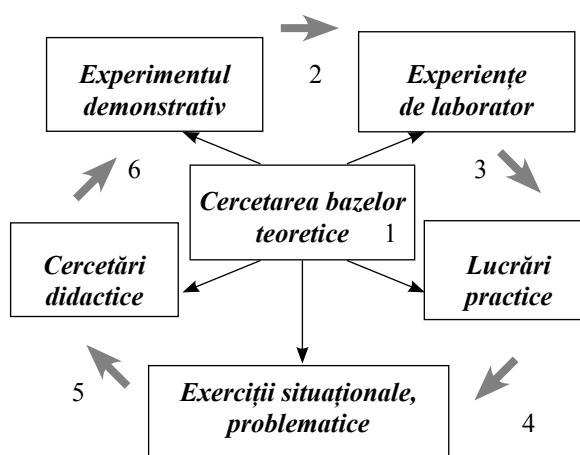 Experimentul
demonstrativ
2
Experiențe
de laborator
6
3
Cercetarea bazelor
teoretice 1
Cercetări
didactice
Lucrări
practice
5
Exerciții situaționale,
problematice
4